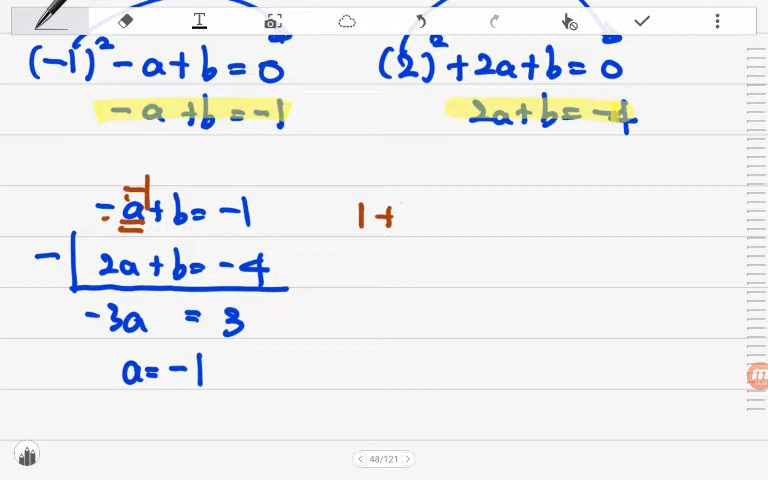 (-1)² - a + b = 0
(2)² + 2a + b = 0
- a + b = -1
2a + b = -4
-1
- a + b = -1
1 +
- 2a + b = -4
-3a = 3
a = -1
48/121